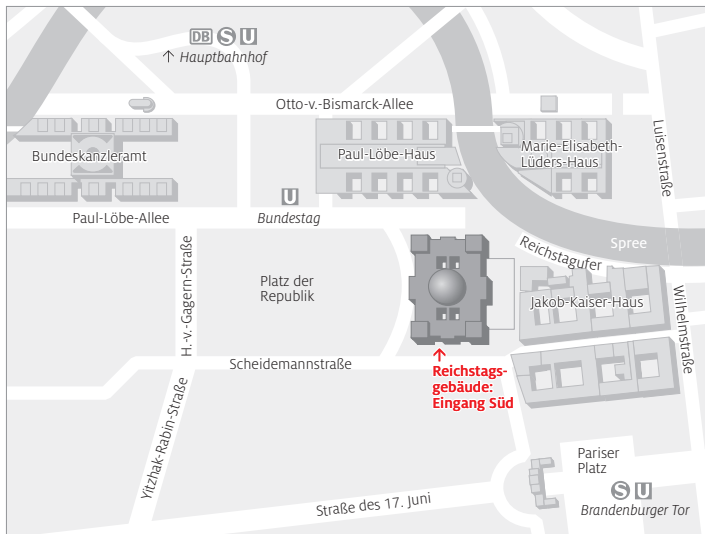 DB S U
↑ Hauptbahnhof
Otto-v.-Bismarck-Allee
Luisenstraße
Bundeskanzleramt
Paul-Löbe-Haus
Marie-Elisabeth-
Lüders-Haus
U
Bundestag
Paul-Löbe-Allee
Spree
Reichstagufer
H.-v.-Gagern-Straße
Platz der
Republik
Jakob-Kaiser-Haus
Wilhelmstraße
Scheidemannstraße
Reichstags-
gebäude:
Eingang Süd
Yitzhak-Rabin-Straße
Pariser
Platz
Straße des 17. Juni
S U
Brandenburger Tor